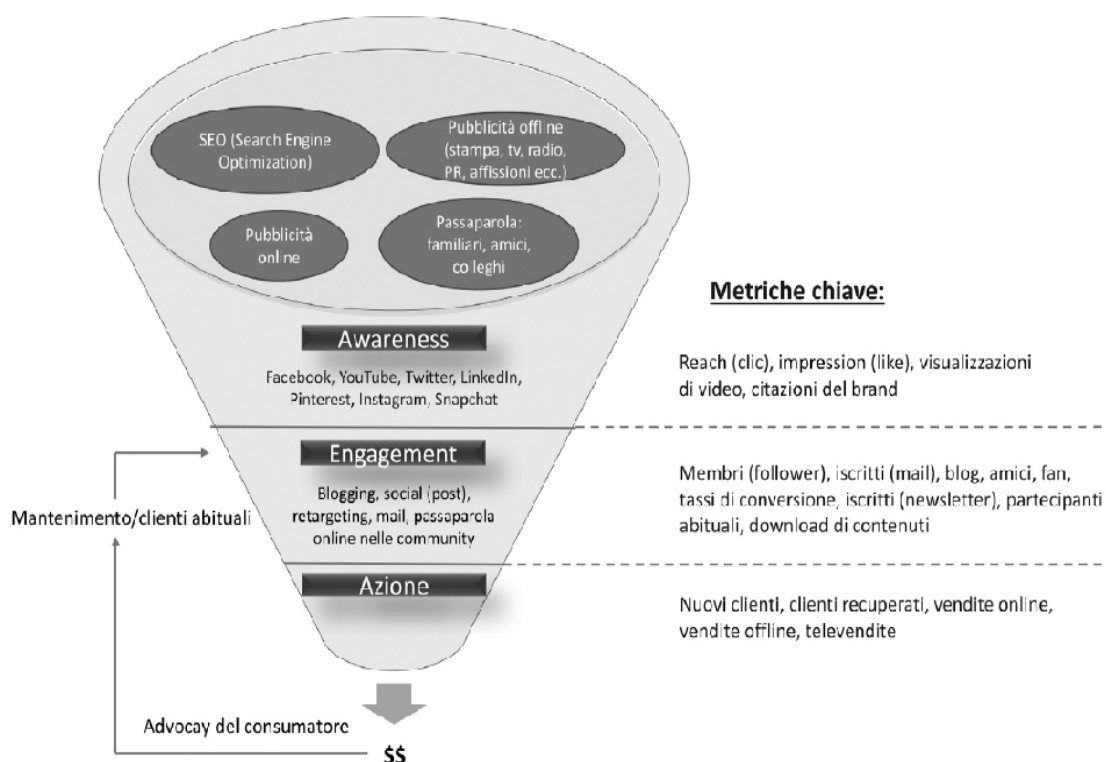 SEO (Search Engine
Optimization)
Pubblicità offline
(stampa, tv, radio,
PR, affissioni ecc.)
Pubblicità
online
Passaparola:
familiari, amici,
colleghi
Metriche chiave:
Awareness
Facebook, YouTube, Twitter, LinkedIn,
Pinterest, Instagram, Snapchat
Reach (clic), impression (like), visualizzazioni
di video, citazioni del brand
Engagement
Blogging, social (post),
retargeting, mail, passaparola
online nelle community
Membri (follower), iscritti (mail), blog, amici, fan,
tassi di conversione, iscritti (newsletter), partecipanti
abituali, download di contenuti
Mantenimento/clienti abituali
Azione
Nuovi clienti, clienti recuperati, vendite online,
vendite offline, televendite
Advocay del consumatore
$$